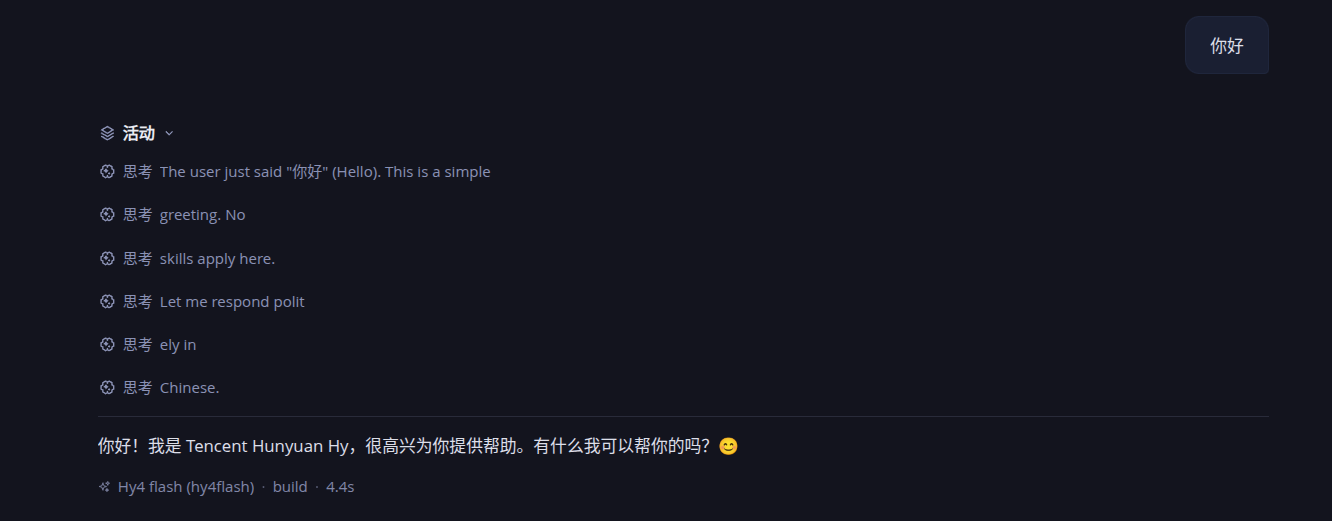 你好
活动
思考 The user just said "你好" (Hello). This is a simple
思考 greeting. No
思考 skills apply here.
思考 Let me respond polit
思考 ely in
思考 Chinese.
你好！我是 Tencent Hunyuan Hy，很高兴为你提供帮助。有什么我可以帮你的吗？😊
Hy4 flash (hy4flash) · build · 4.4s